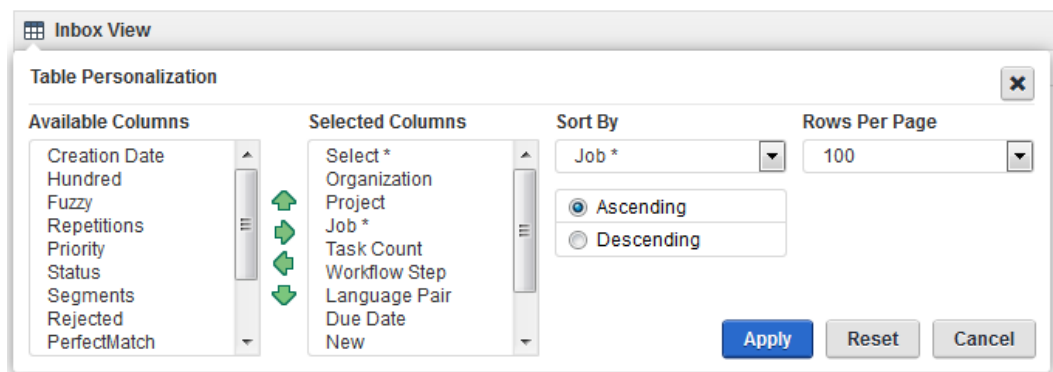 Inbox View
Table Personalization
Available Columns
Creation Date
Hundred
Fuzzy
Repetitions
Priority
Status
Segments
Rejected
PerfectMatch
Selected Columns
Select *
Organization
Project
Job *
Task Count
Workflow Step
Language Pair
Due Date
New
Sort By
Job *
Ascending
Descending
Rows Per Page
100
Apply
Reset
Cancel